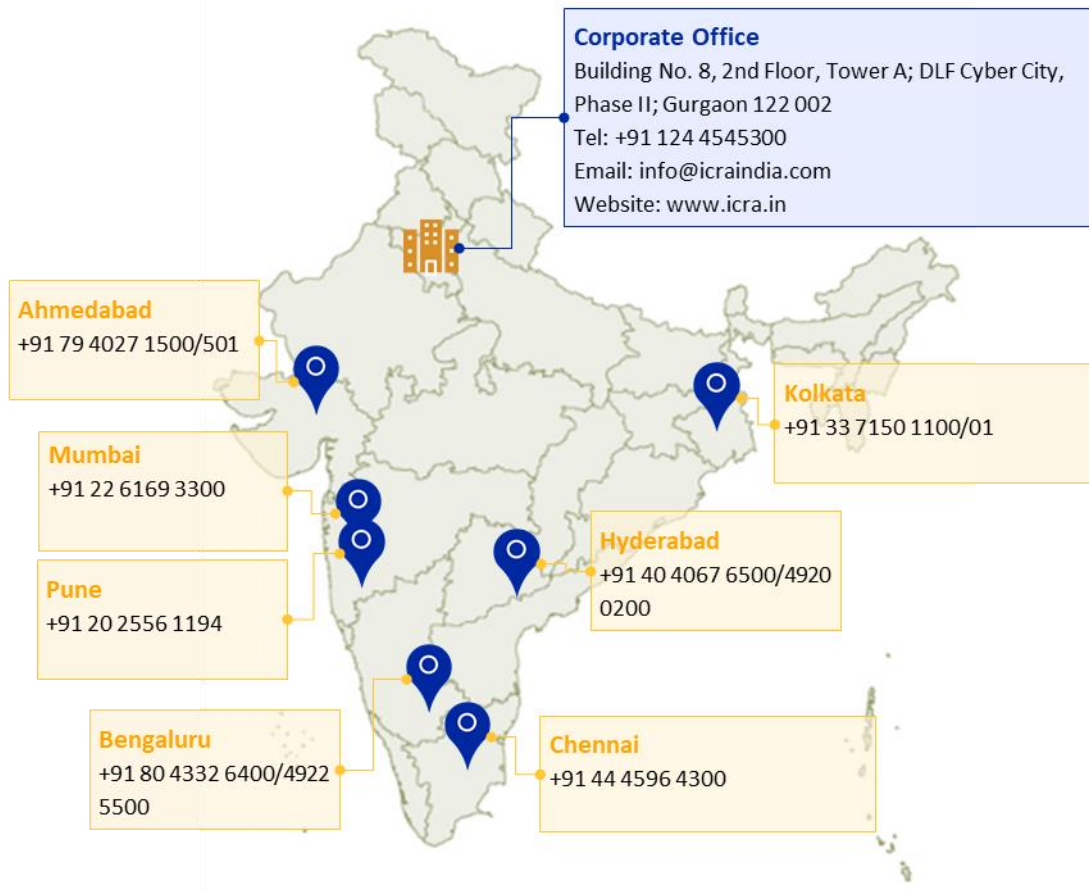 Corporate Office
Building No. 8, 2nd Floor, Tower A; DLF Cyber City,
Phase II; Gurgaon 122 002
Tel: +91 124 4545300
Email: info@icraindia.com
Website: www.icra.in
Ahmedabad
+91 79 4027 1500/501
Kolkata
+91 33 7150 1100/01
Mumbai
+91 22 6169 3300
Hyderabad
+91 40 4067 6500/4920
0200
Pune
+91 20 2556 1194
Bengaluru
+91 80 4332 6400/4922
5500
Chennai
+91 44 4596 4300